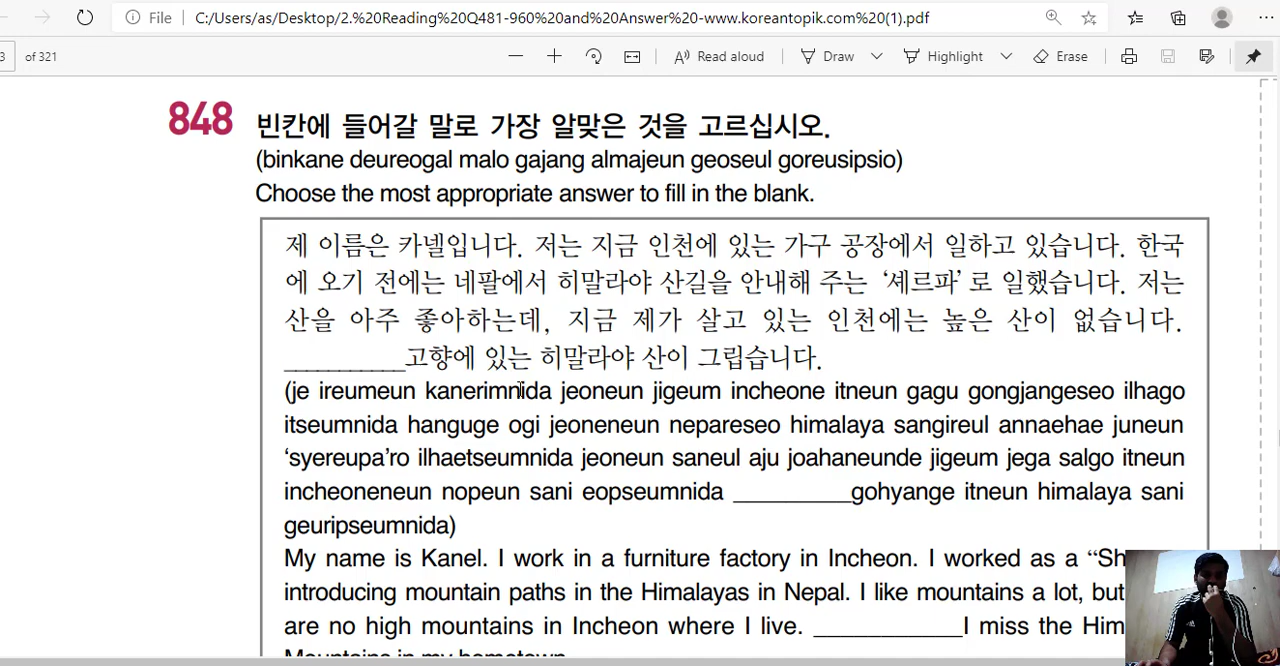 File C:/Users/as/Desktop/2.%20Reading%20Q481-960%20and%20Answer%20-www.koreantopik.com%20(1).pdf
3 of 321 Read aloud Draw Highlight Erase
848 빈칸에 들어갈 말로 가장 알맞은 것을 고르십시오.
(binkane deureogal malo gajang almajeun geoseul goreusipsio)
Choose the most appropriate answer to fill in the blank.
제 이름은 카넬입니다. 저는 지금 인천에 있는 가구 공장에서 일하고 있습니다. 한국
에 오기 전에는 네팔에서 히말라야 산길을 안내해 주는 ‘셰르파’로 일했습니다. 저는
산을 아주 좋아하는데, 지금 제가 살고 있는 인천에는 높은 산이 없습니다.
___________고향에 있는 히말라야 산이 그립습니다.
(je ireumeun kanerimnida jeoneun jigeum incheone itneun gagu gongjangeseo ilhago
itseumnida hanguge ogi jeoneneun nepareseo himalaya sangireul annaehae juneun
‘syereupa’ro ilhaetseumnida jeoneun saneul aju joahaneunde jigeum jega salgo itneun
incheoneneun nopeun sani eopseumnida __________gohyange itneun himalaya sani
geuripseumnida)
My name is Kanel. I work in a furniture factory in Incheon. I worked as a “Sh
introducing mountain paths in the Himalayas in Nepal. I like mountains a lot, but
are no high mountains in Incheon where I live. _____________I miss the Him
Mountains in my hometown.